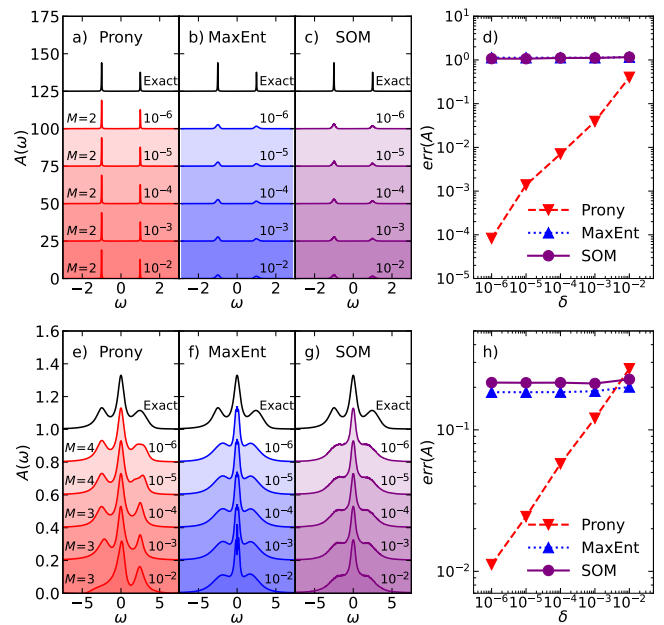 a) Prony
b) MaxEnt
c) SOM
d)
175
150
125
100
75
50
25
0
A(ω)
Exact
Exact
Exact
M=2 10⁻⁶
M=2 10⁻⁵
M=2 10⁻⁴
M=2 10⁻³
M=2 10⁻²
10⁻⁶
10⁻⁵
10⁻⁴
10⁻³
10⁻²
10⁻⁶
10⁻⁵
10⁻⁴
10⁻³
10⁻²
−2 0 2
−2 0 2
−2 0 2
ω
ω
ω
10¹
10⁰
10⁻¹
10⁻²
10⁻³
10⁻⁴
10⁻⁵
err(A)
Prony
MaxEnt
SOM
10⁻⁶ 10⁻⁵ 10⁻⁴ 10⁻³ 10⁻²
δ
e) Prony
f) MaxEnt
g) SOM
h)
1.6
1.4
1.2
1.0
0.8
0.6
0.4
0.2
0.0
A(ω)
Exact
Exact
Exact
M=4 10⁻⁶
M=4 10⁻⁵
M=3 10⁻⁴
M=3 10⁻³
M=3 10⁻²
10⁻⁶
10⁻⁵
10⁻⁴
10⁻³
10⁻²
10⁻⁶
10⁻⁵
10⁻⁴
10⁻³
10⁻²
−5 0 5
−5 0 5
−5 0 5
ω
ω
ω
10⁻¹
10⁻²
err(A)
Prony
MaxEnt
SOM
10⁻⁶ 10⁻⁵ 10⁻⁴ 10⁻³ 10⁻²
δ